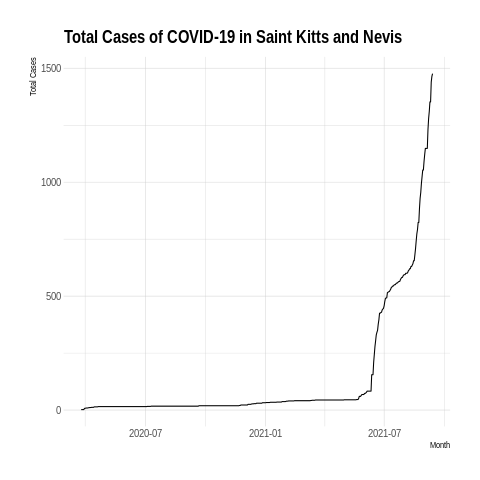 Total Cases of COVID-19 in Saint Kitts and Nevis
Total Cases
1500
1000
500
0
2020-07 2021-01 2021-07
Month